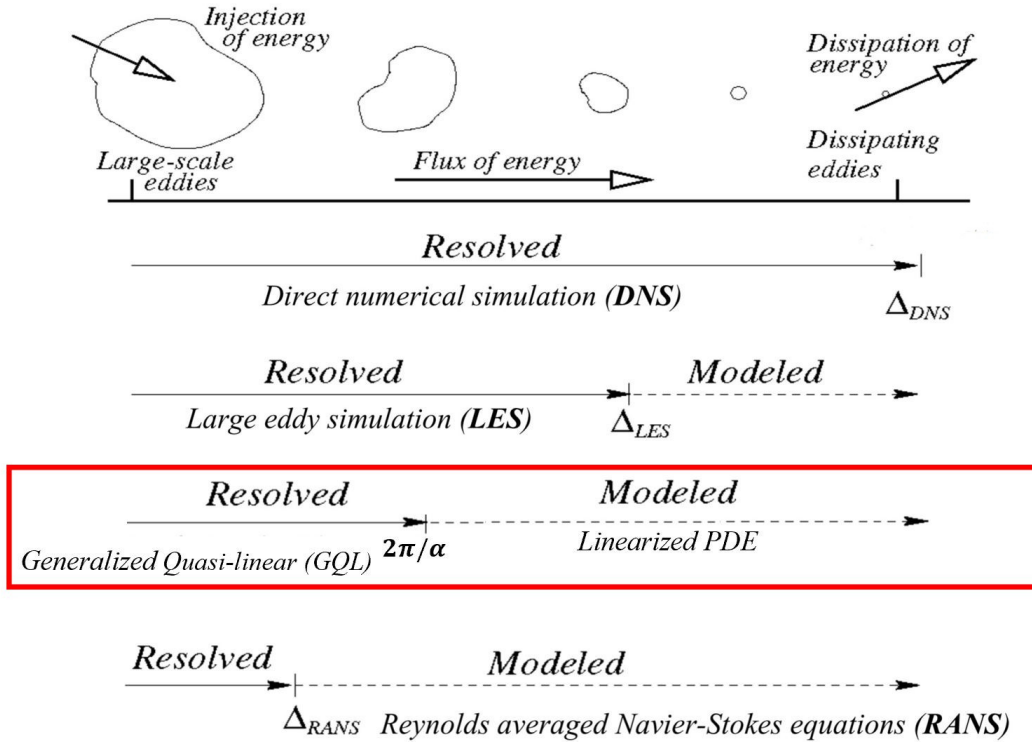 Injection
of energy
Dissipation of
energy
Large-scale
eddies
Flux of energy
Dissipating
eddies
Resolved
Direct numerical simulation (DNS)
Δ_DNS
Resolved
Modeled
Large eddy simulation (LES)
Δ_LES
Resolved
Modeled
Generalized Quasi-linear (GQL)
2π/α
Linearized PDE
Resolved
Modeled
Δ_RANS
Reynolds averaged Navier-Stokes equations (RANS)